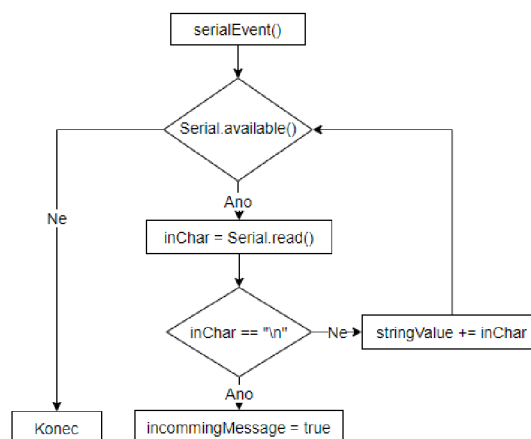 serialEvent()
Serial.available()
Ano
Ne
inChar = Serial.read()
inChar == "\n"
Ne
stringValue += inChar
Ano
Konec
incommingMessage = true